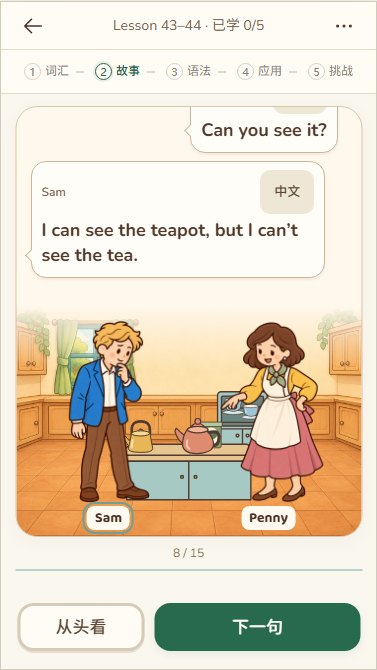 Lesson 43–44 · 已学 0/5
1 词汇 2 故事 3 语法 4 应用 5 挑战
Can you see it?
Sam
中文
I can see the teapot, but I can't
see the tea.
Sam
Penny
8 / 15
从头看
下一句